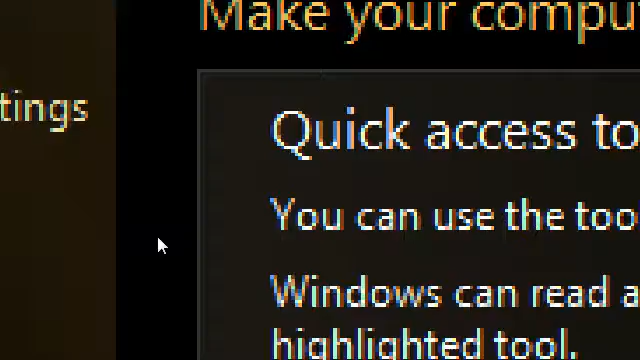 Make your compu
tings
Quick access to
You can use the too
Windows can read a
highlighted tool.